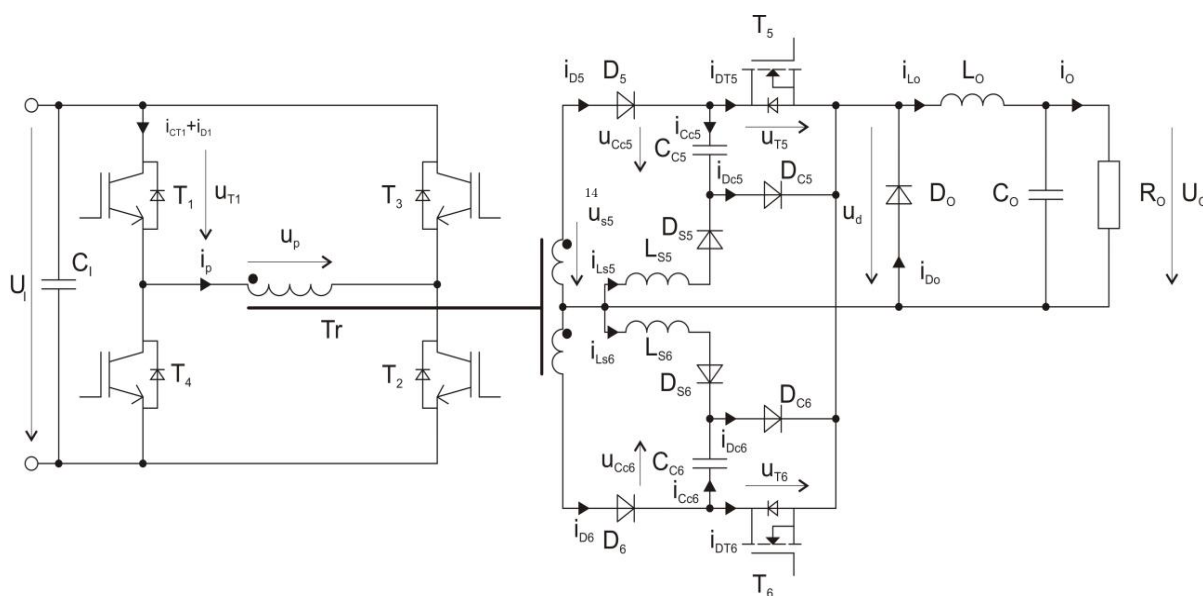 T5
iD5
D5
iDT5
iLo
LO
iO
iCT1+iD1
uCc5
iCc5
CC5
uT5
T1
uT1
T3
iDc5
DC5
14
us5
ud
DO
CO
RO
UO
up
DS5
CI
ip
iLs5
LS5
iDo
UI
Tr
iLs6
LS6
T4
T2
DS6
DC6
iDc6
uCc6
CC6
uT6
iCc6
iD6
D6
iDT6
T6